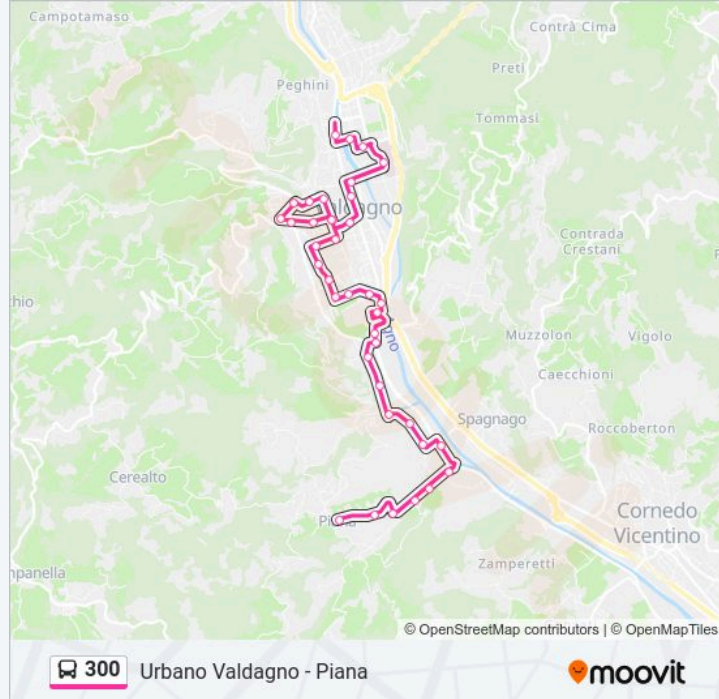 Campotamaso
Contrà Cima
Peghini
Preti
Tommasi
Contrada
Crestani
Muzzolon
Vigolo
Caecchioni
Spagnago
Roccoberton
Cerealto
Cornedo
Vicentino
Zamperetti
© OpenStreetMap contributors | © OpenMapTiles
300 Urbano Valdagno - Piana
moovit